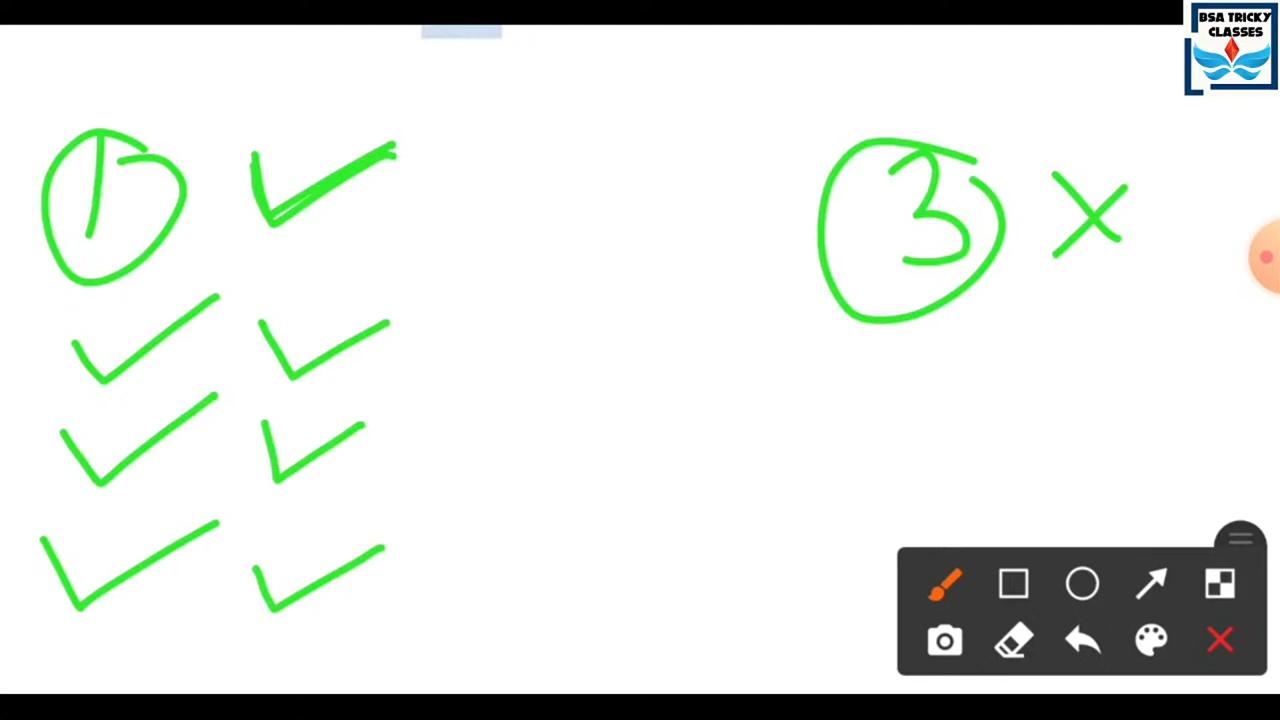 BSA TRICKY
CLASSES
1 ✓ 3 ×
✓ ✓
✓ ✓
✓ ✓